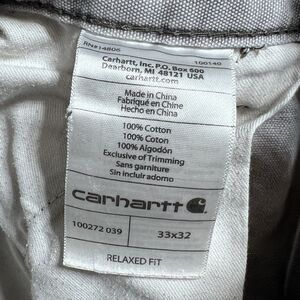 RN#14806 100140
Carhartt, Inc. P.O. Box 600
Dearborn, MI 48121 USA
carhartt.com
Made in China
Fabriqué en Chine
Hecho en China
100% Cotton
100% Coton
100% Algodón
Exclusive of Trimming
Sans garniture
Sin incluir adorno
carhartt
100272 039 33x32
RELAXED FIT